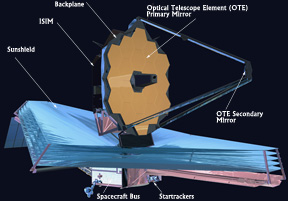 Backplane
Optical Telescope Element (OTE)
Primary Mirror
ISIM
Sunshield
OTE Secondary
Mirror
Spacecraft Bus
Startrackers